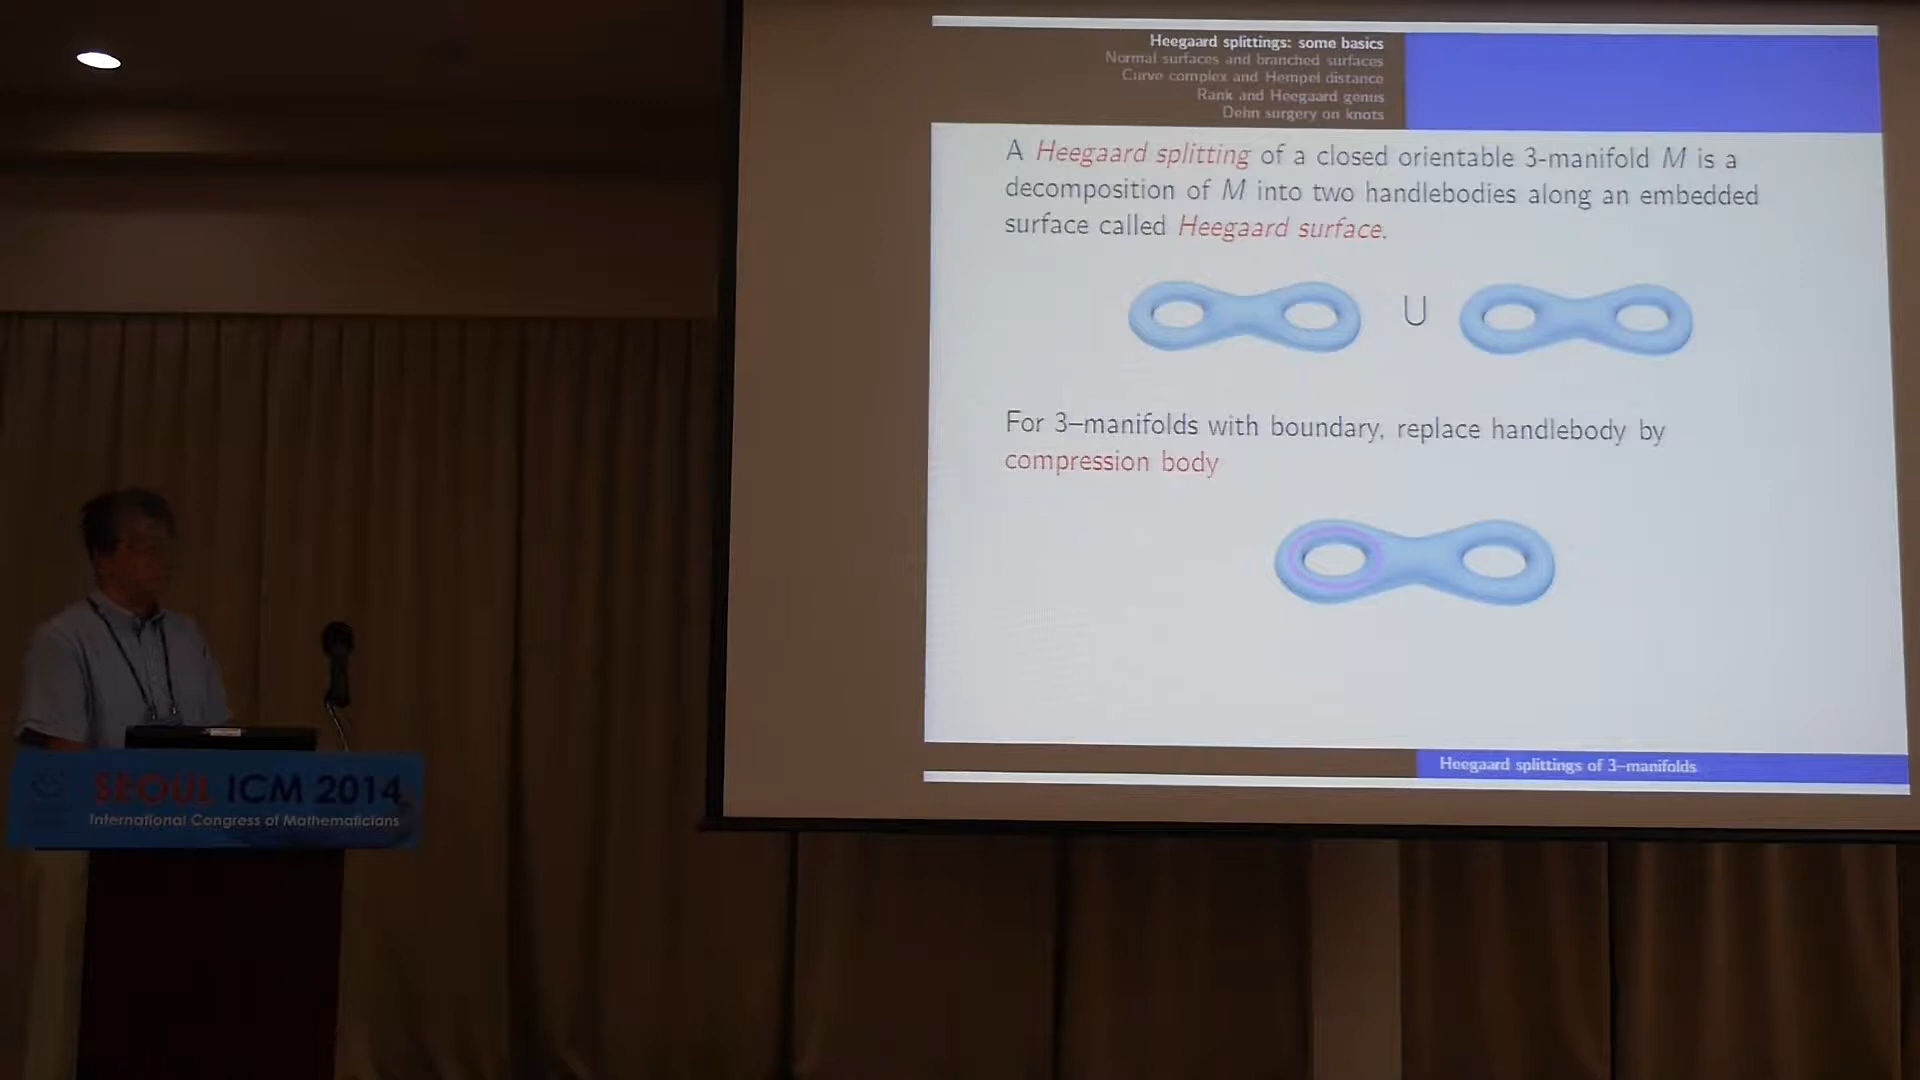 Heegaard splittings: some basics
Normal surfaces and branched surfaces
Curve complex and Hempel distance
Rank and Heegaard genus
Dehn surgery on knots
A Heegaard splitting of a closed orientable 3-manifold M is a
decomposition of M into two handlebodies along an embedded
surface called Heegaard surface.
∪
For 3–manifolds with boundary, replace handlebody by
compression body
Heegaard splittings of 3–manifolds
SEOUL ICM 2014
International Congress of Mathematicians